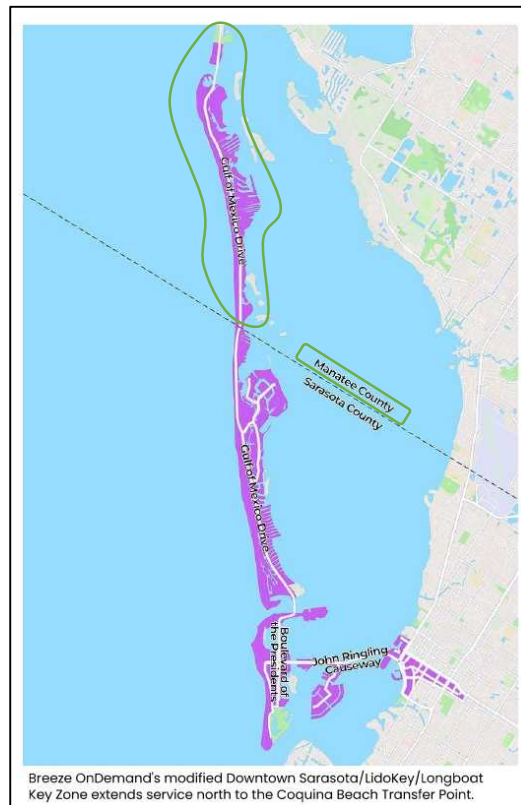 Gulf of Mexico Drive
Manatee County
Sarasota County
Gulf of Mexico Drive
Boulevard of
the Presidents
John Ringling
Causeway
Breeze OnDemand's modified Downtown Sarasota/LidoKey/Longboat
Key Zone extends service north to the Coquina Beach Transfer Point.